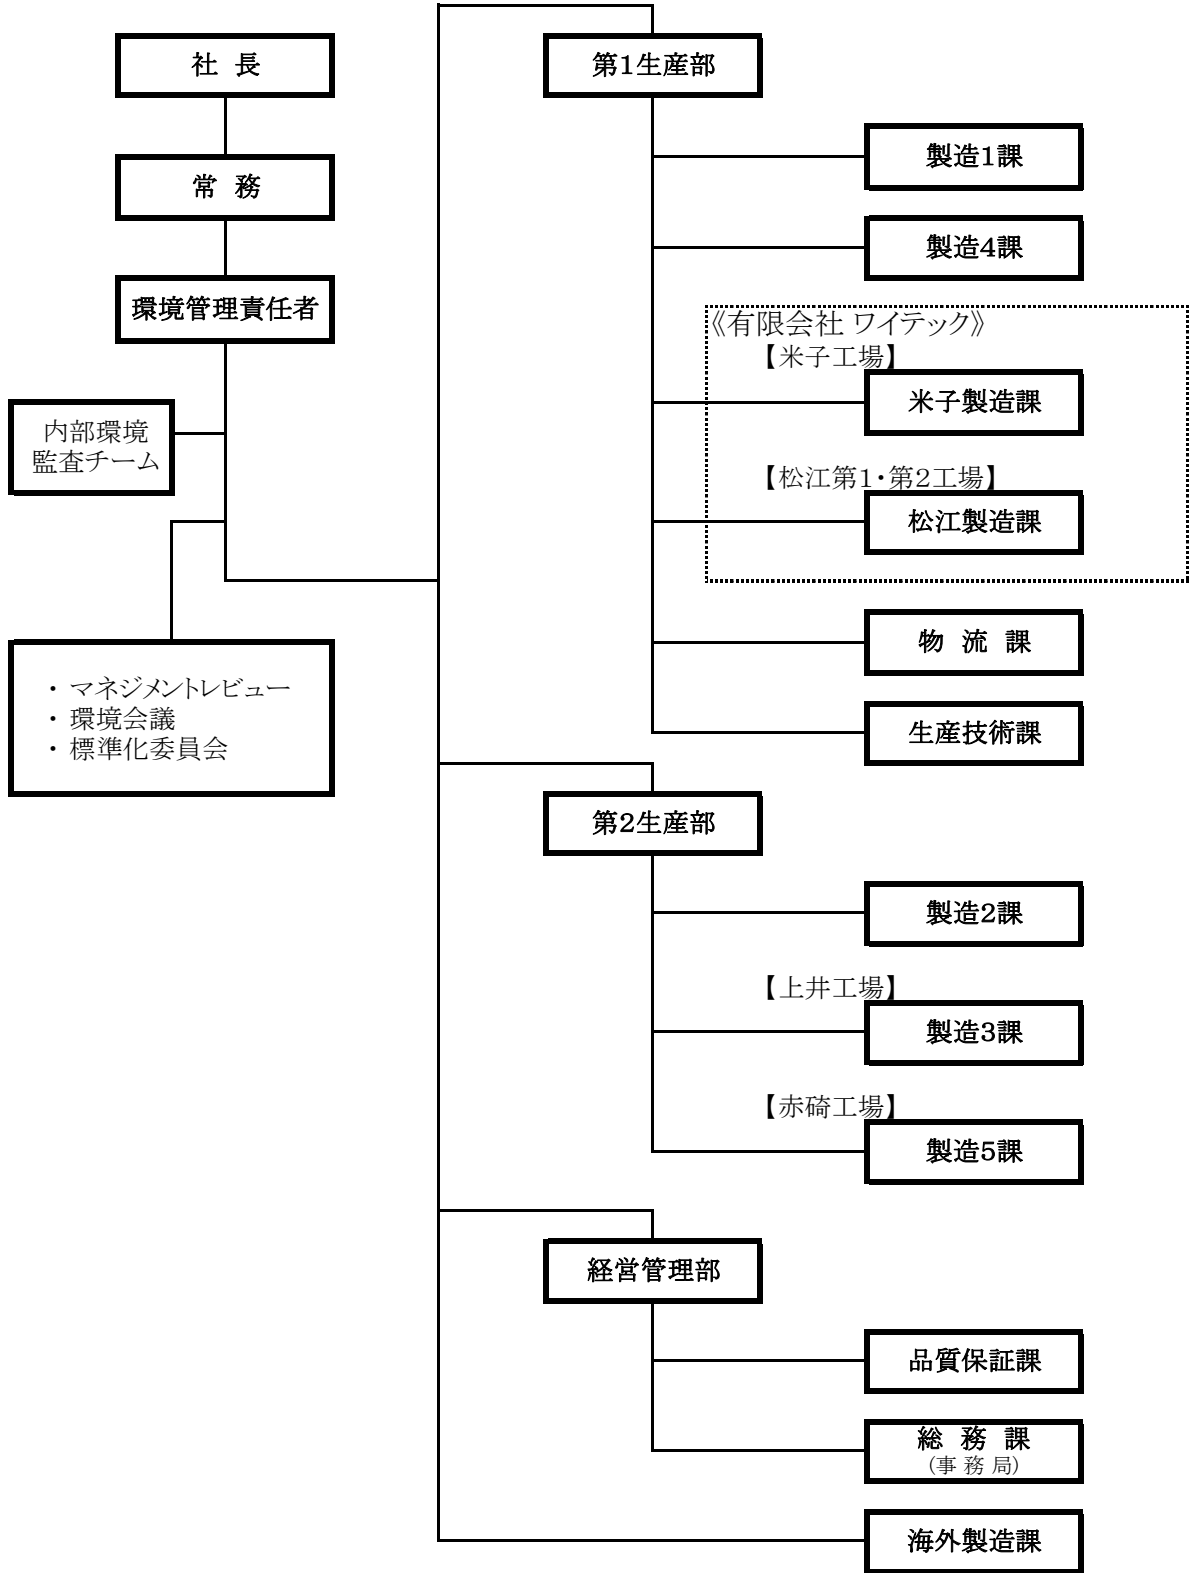 社 長
常 務
環境管理責任者
内部環境
監査チーム
・ マネジメントレビュー
・ 環境会議
・ 標準化委員会
第1生産部
製造1課
製造4課
《有限会社 ワイテック》
【米子工場】
米子製造課
【松江第1・第2工場】
松江製造課
物 流 課
生産技術課
第2生産部
製造2課
【上井工場】
製造3課
【赤碕工場】
製造5課
経営管理部
品質保証課
総 務 課
(事 務 局)
海外製造課